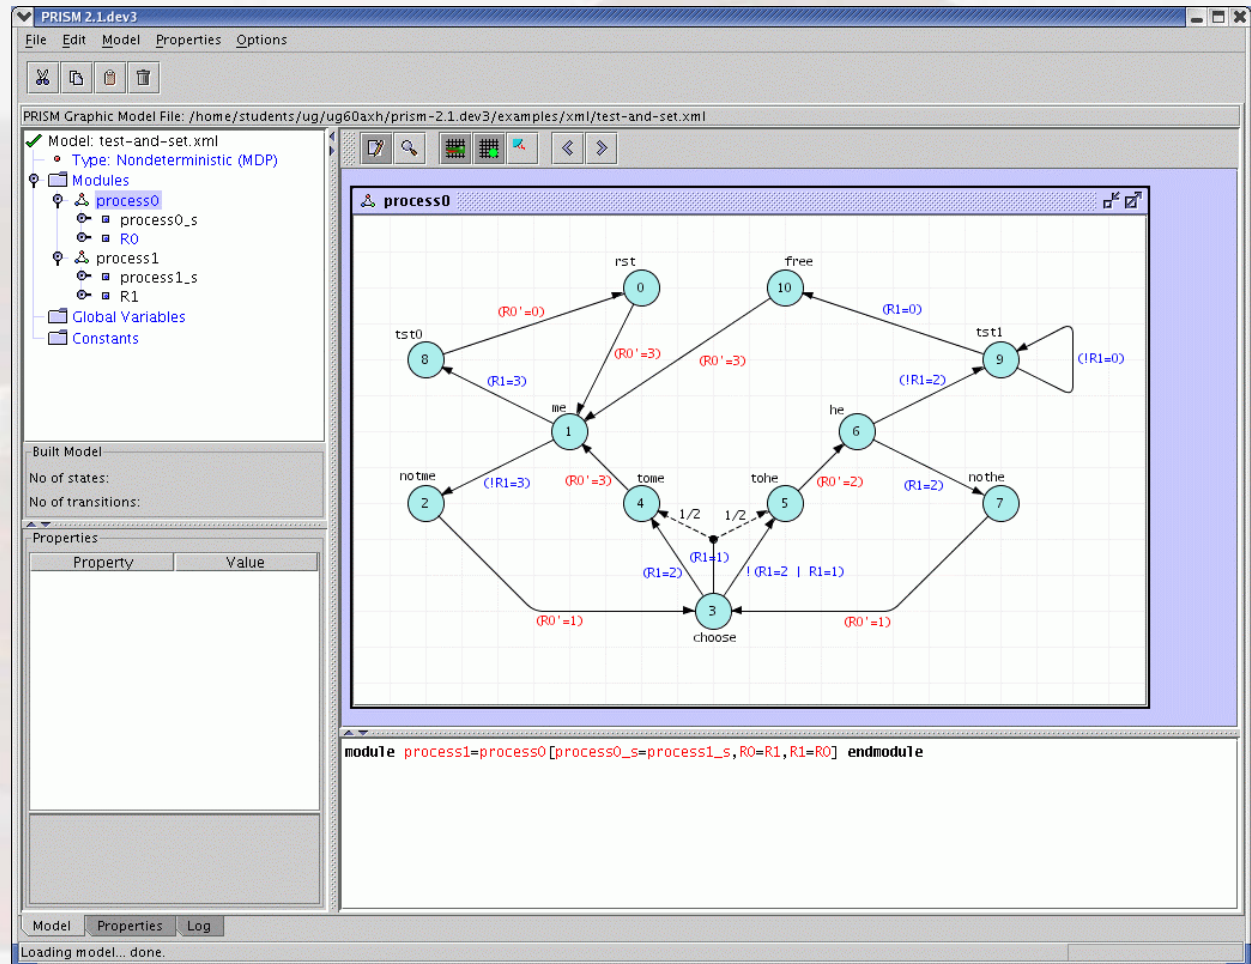 PRISM 2.1.dev3
File Edit Model Properties Options
PRISM Graphic Model File: /home/students/ug/ug60axh/prism-2.1.dev3/examples/xml/test-and-set.xml
Model: test-and-set.xml
Type: Nondeterministic (MDP)
Modules
process0
process0_s
R0
process1
process1_s
R1
Global Variables
Constants
Built Model
No of states:
No of transitions:
Properties
Property Value
process0
rst
free
0
10
(R0'=0)
(R1=0)
tst0
tst1
(R0'=3)
(R0'=3)
8
9
(!R1=0)
(R1=3)
(!R1=2)
me
he
1
6
notme
(!R1=3)
(R0'=3)
tome
tohe
(R0'=2)
(R1=2)
nothe
2
4
5
7
1/2
1/2
(R1=1)
(R1=2)
!(R1=2 | R1=1)
3
(R0'=1)
(R0'=1)
choose
module process1=process0[process0_s=process1_s,R0=R1,R1=R0] endmodule
Model Properties Log
Loading model... done.